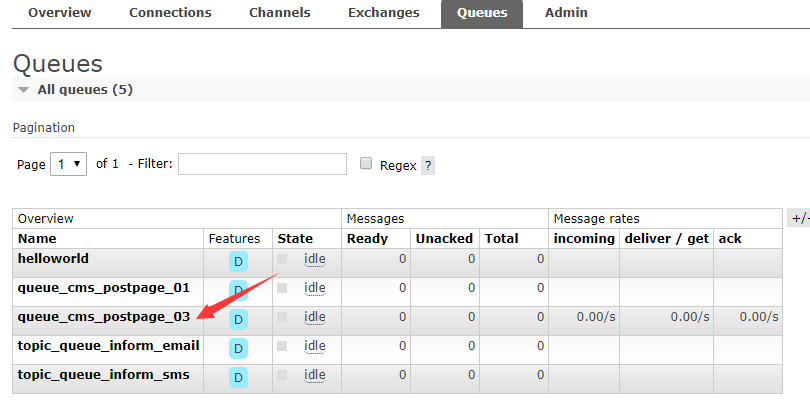 Overview Connections Channels Exchanges Queues Admin
Queues
All queues (5)
Pagination
Page 1 of 1 - Filter: Regex ?
Overview Messages Message rates +/-
Name Features State Ready Unacked Total incoming deliver / get ack
helloworld D idle 0 0 0
queue_cms_postpage_01 D idle 0 0 0
queue_cms_postpage_03 D idle 0 0 0 0.00/s 0.00/s 0.00/s
topic_queue_inform_email D idle 0 0 0
topic_queue_inform_sms D idle 0 0 0